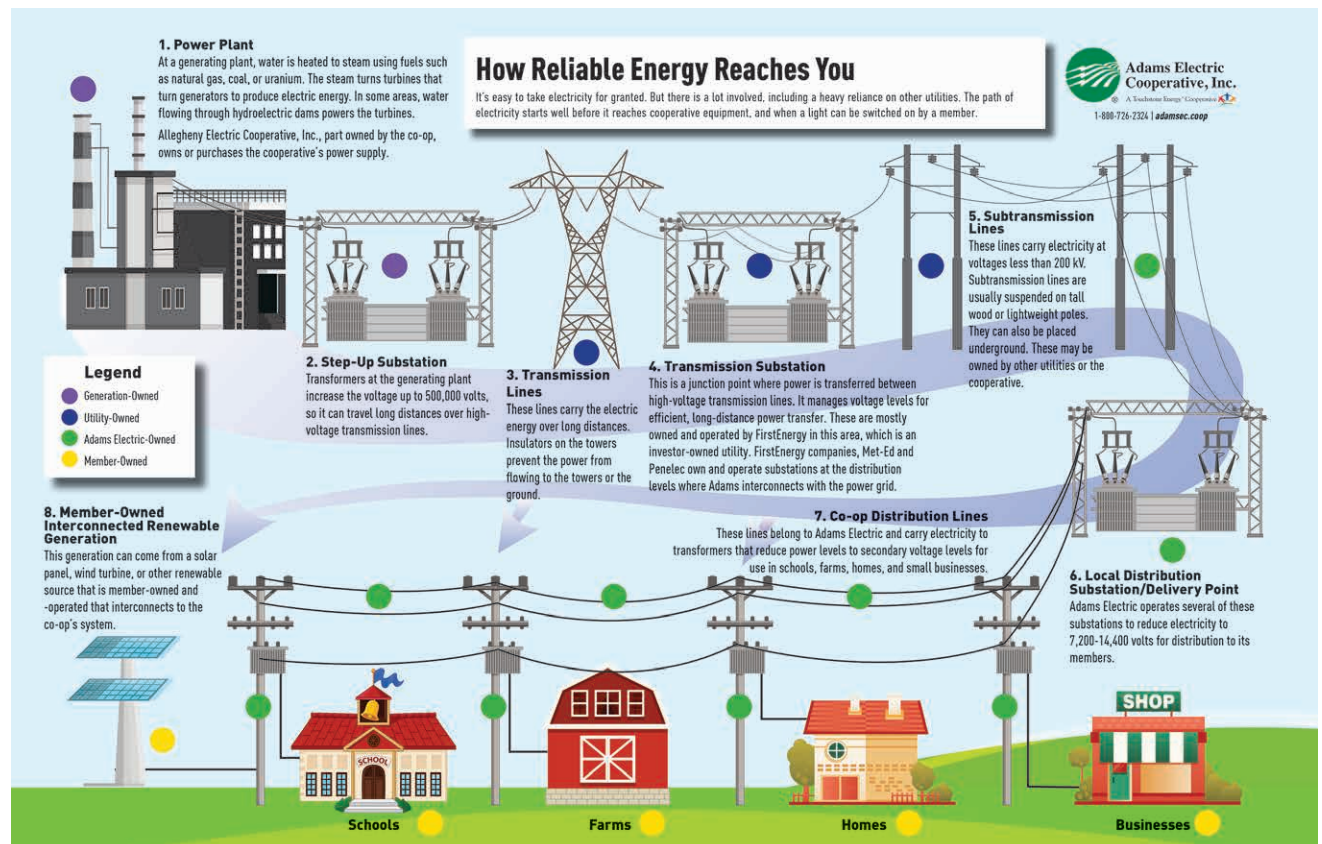 1. Power Plant
At a generating plant, water is heated to steam using fuels such
as natural gas, coal, or uranium. The steam turns turbines that
turn generators to produce electric energy. In some areas, water
flowing through hydroelectric dams powers the turbines.
Allegheny Electric Cooperative, Inc., part owned by the co-op,
owns or purchases the cooperative's power supply.
How Reliable Energy Reaches You
It's easy to take electricity for granted. But there is a lot involved, including a heavy reliance on other utilities. The path of
electricity starts well before it reaches cooperative equipment, and when a light can be switched on by a member.
Adams Electric
Cooperative, Inc.
A Touchstone Energy® Cooperative
1-800-726-2324 | adamsec.coop
2. Step-Up Substation
Transformers at the generating plant
increase the voltage up to 500,000 volts,
so it can travel long distances over high-
voltage transmission lines.
3. Transmission
Lines
These lines carry the electric
energy over long distances.
Insulators on the towers
prevent the power from
flowing to the towers or the
ground.
4. Transmission Substation
This is a junction point where power is transferred between
high-voltage transmission lines. It manages voltage levels for
efficient, long-distance power transfer. These are mostly
owned and operated by FirstEnergy in this area, which is an
investor-owned utility. FirstEnergy companies, Met-Ed and
Penelec own and operate substations at the distribution
levels where Adams interconnects with the power grid.
5. Subtransmission
Lines
These lines carry electricity at
voltages less than 200 kV.
Subtransmission lines are
usually suspended on tall
wood or lightweight poles.
They can also be placed
underground. These may be
owned by other utilities or the
cooperative.
Legend
Generation-Owned
Utility-Owned
Adams Electric-Owned
Member-Owned
6. Local Distribution
Substation/Delivery Point
Adams Electric operates several of these
substations to reduce electricity to
7,200-14,400 volts for distribution to its
members.
7. Co-op Distribution Lines
These lines belong to Adams Electric and carry electricity to
transformers that reduce power levels to secondary voltage levels for
use in schools, farms, homes, and small businesses.
8. Member-Owned
Interconnected Renewable
Generation
This generation can come from a solar
panel, wind turbine, or other renewable
source that is member-owned and
-operated that interconnects to the
co-op's system.
SCHOOL
SHOP
Schools
Farms
Homes
Businesses